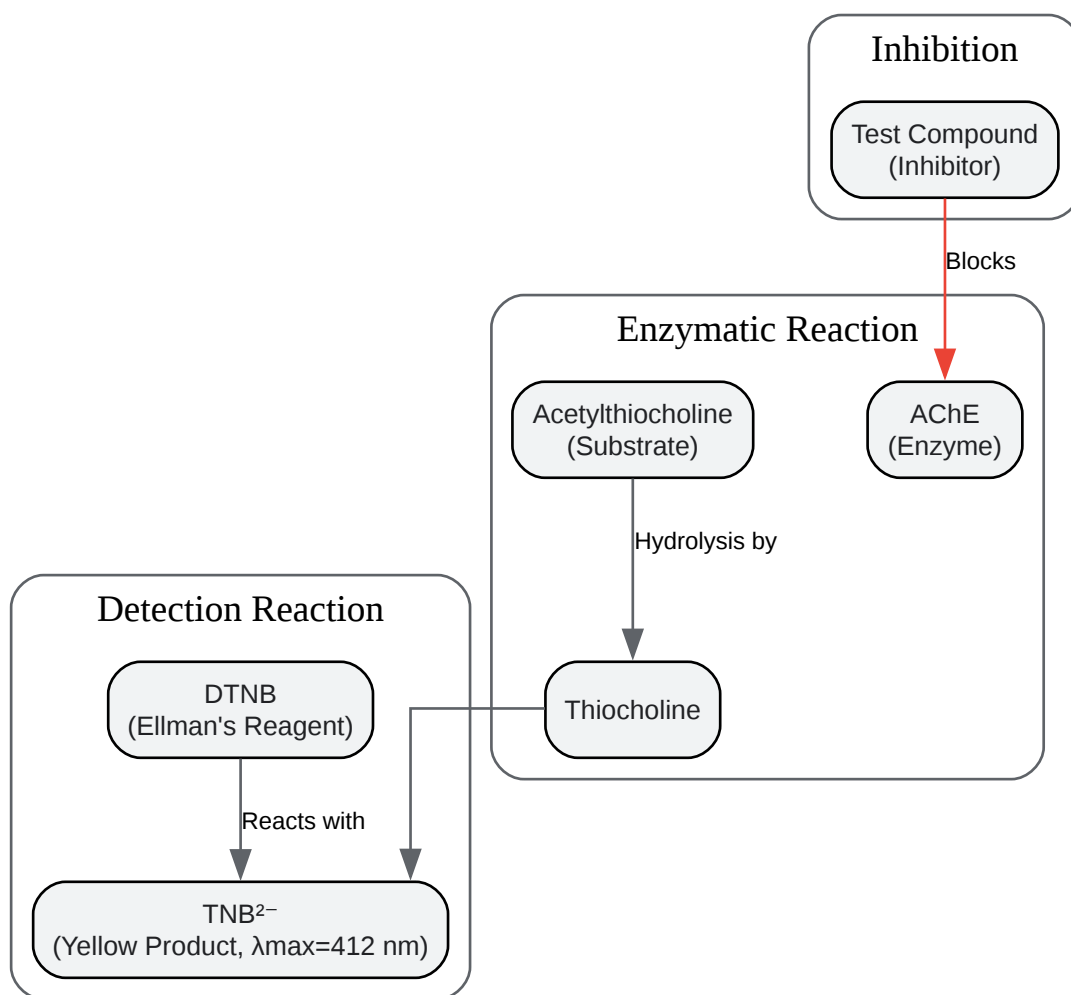 Inhibition
Test Compound
(Inhibitor)
Blocks
Enzymatic Reaction
Acetylthiocholine
(Substrate)
AChE
(Enzyme)
Hydrolysis by
Thiocholine
Detection Reaction
DTNB
(Ellman's Reagent)
Reacts with
TNB²⁻
(Yellow Product, λmax=412 nm)